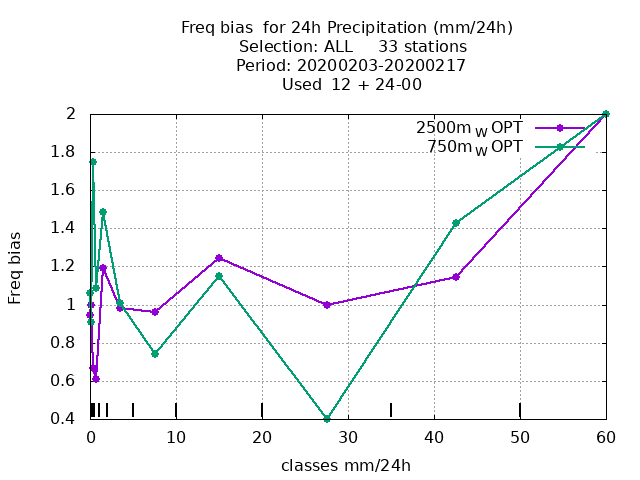 Freq bias  for 24h Precipitation (mm/24h)
Selection: ALL     33 stations
Period: 20200203-20200217
Used  12 + 24-00
2500m W OPT
750m W OPT
2
1.8
1.6
1.4
1.2
1
0.8
0.6
0.4
Freq bias
0 10 20 30 40 50 60
classes mm/24h